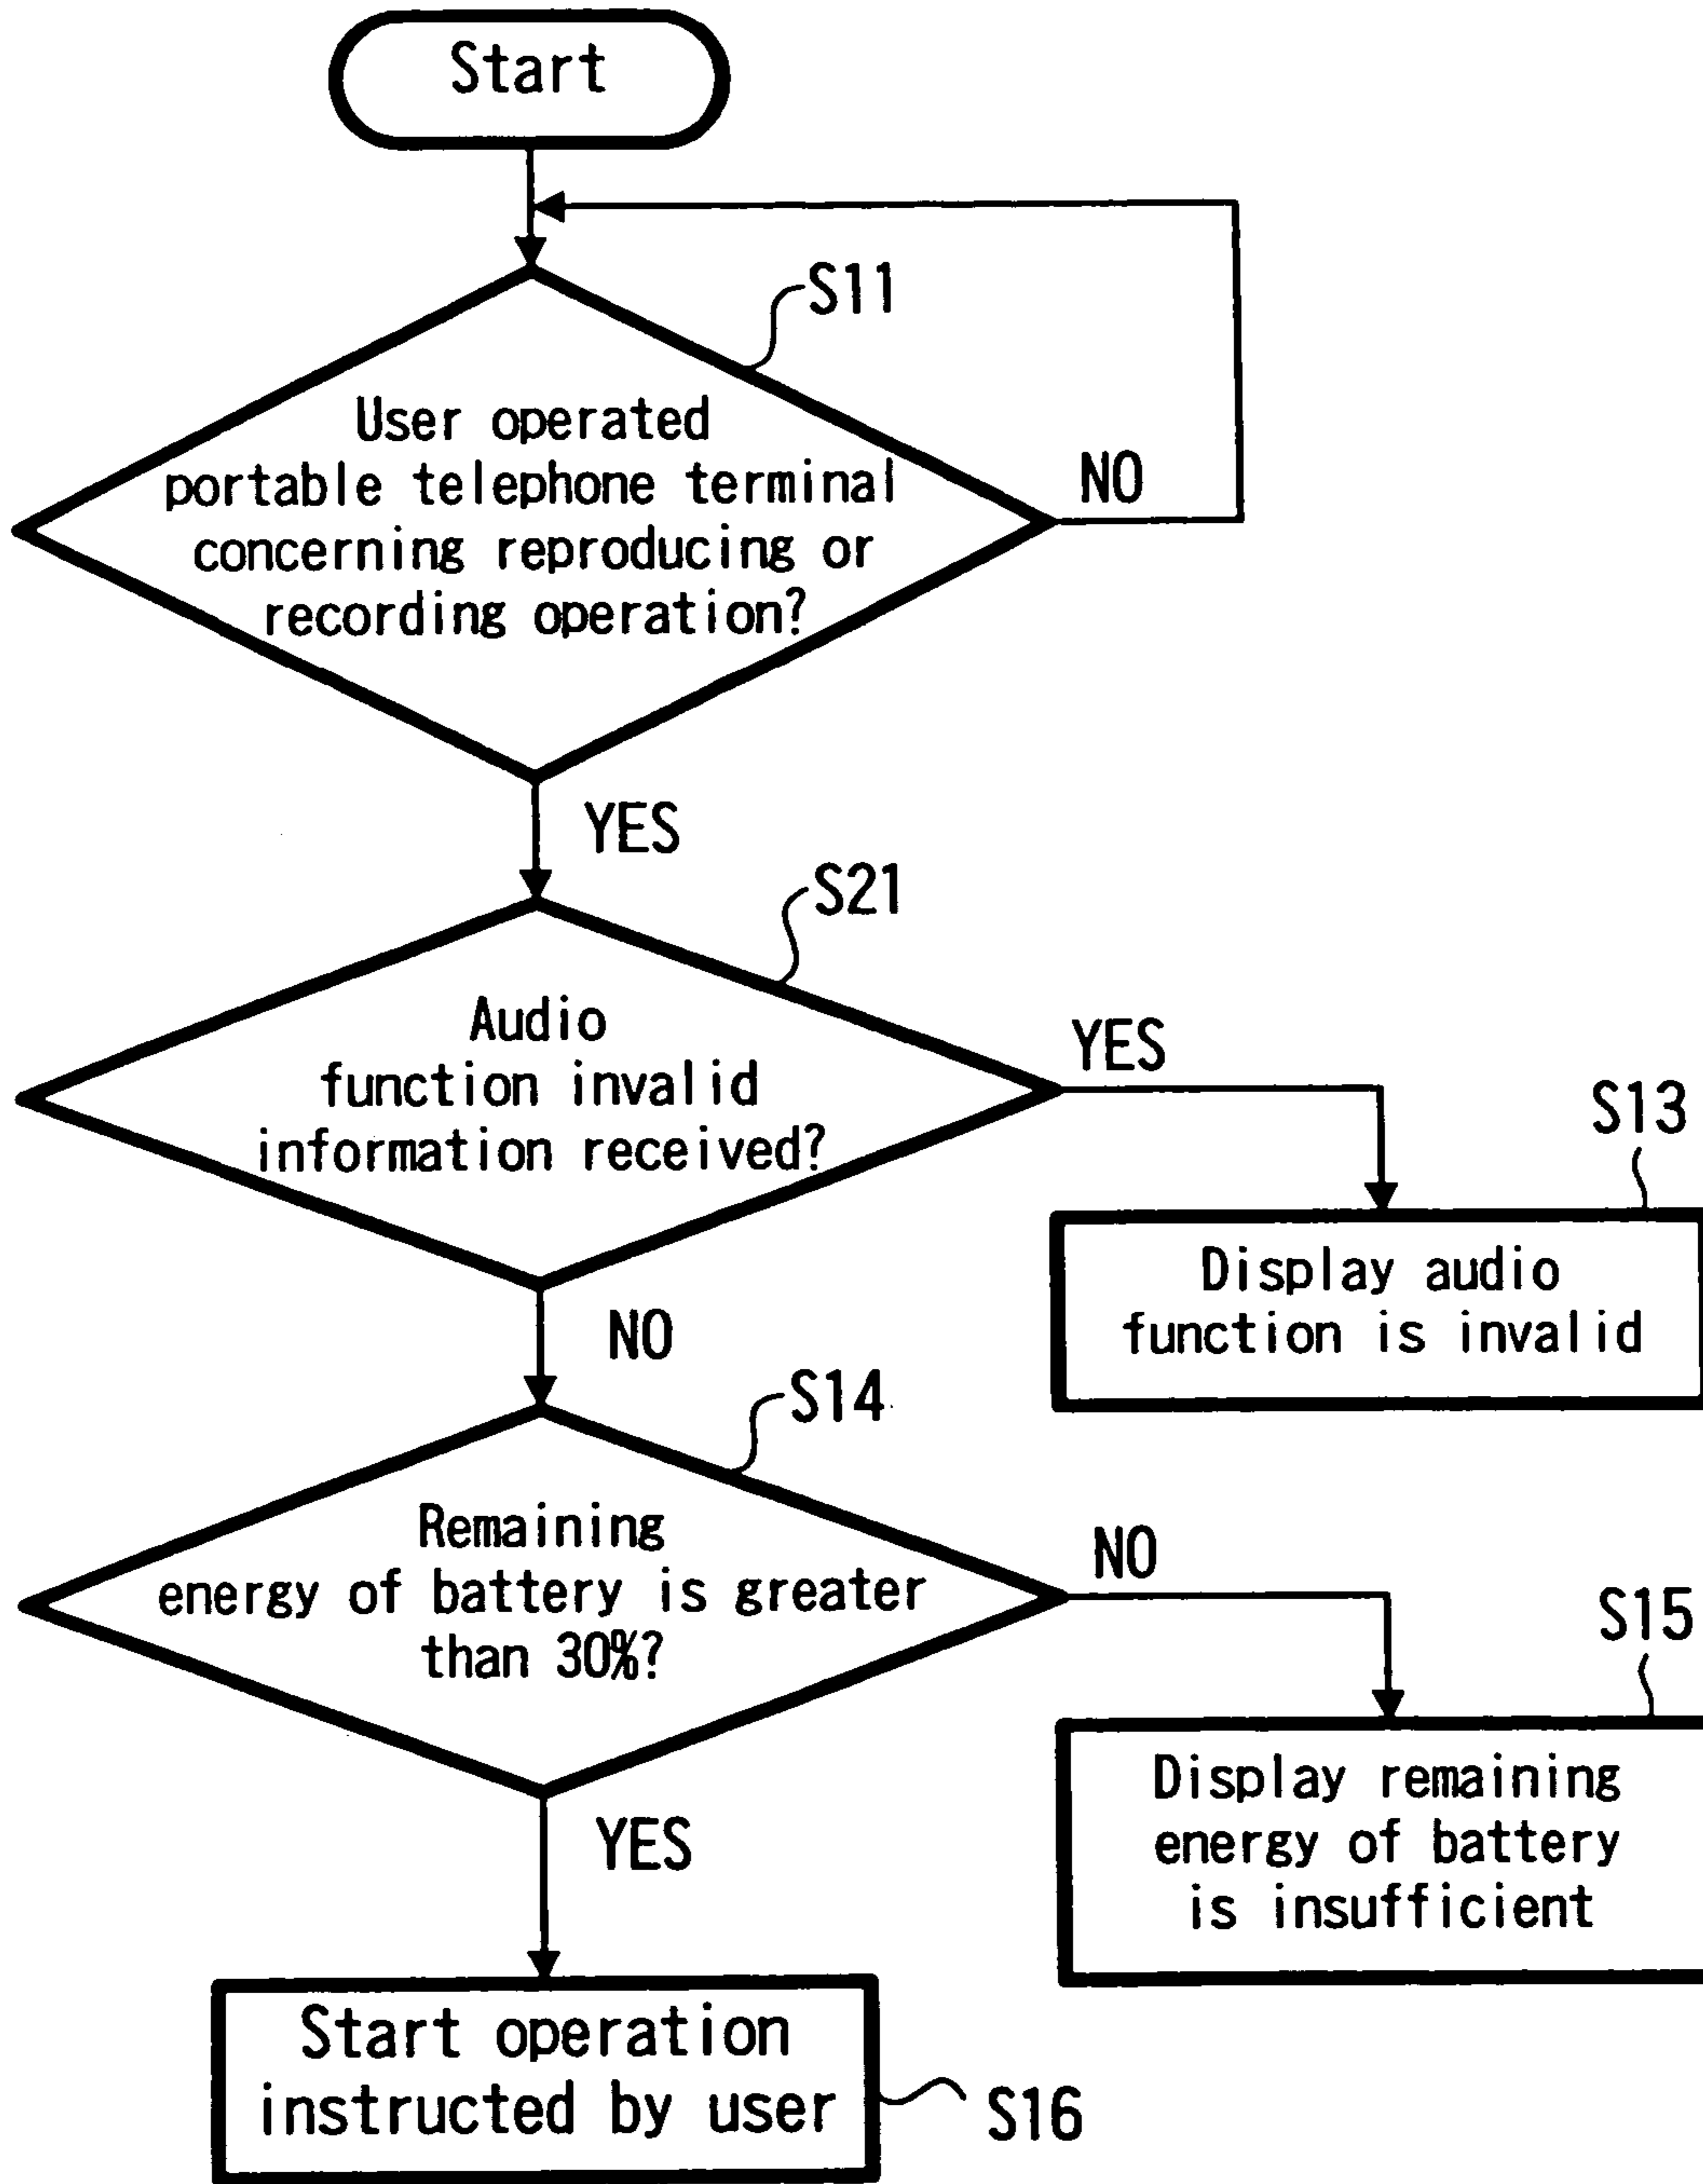 Start
S11
User operated
portable telephone terminal
concerning reproducing or
recording operation?
NO
YES
S21
Audio
function invalid
information received?
YES
S13
Display audio
function is invalid
NO
S14
Remaining
energy of battery is greater
than 30%?
NO
S15
Display remaining
energy of battery
is insufficient
YES
Start operation
instructed by user
S16